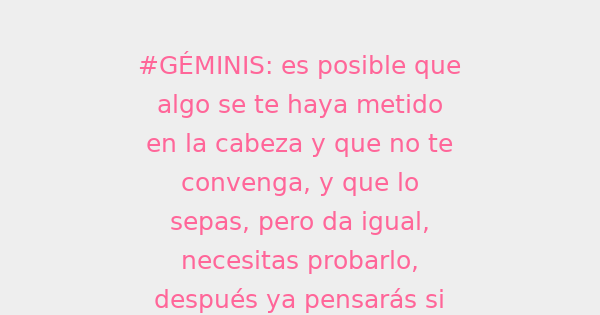 #GÉMINIS: es posible que
algo se te haya metido
en la cabeza y que no te
convenga, y que lo
sepas, pero da igual,
necesitas probarlo,
después ya pensarás si